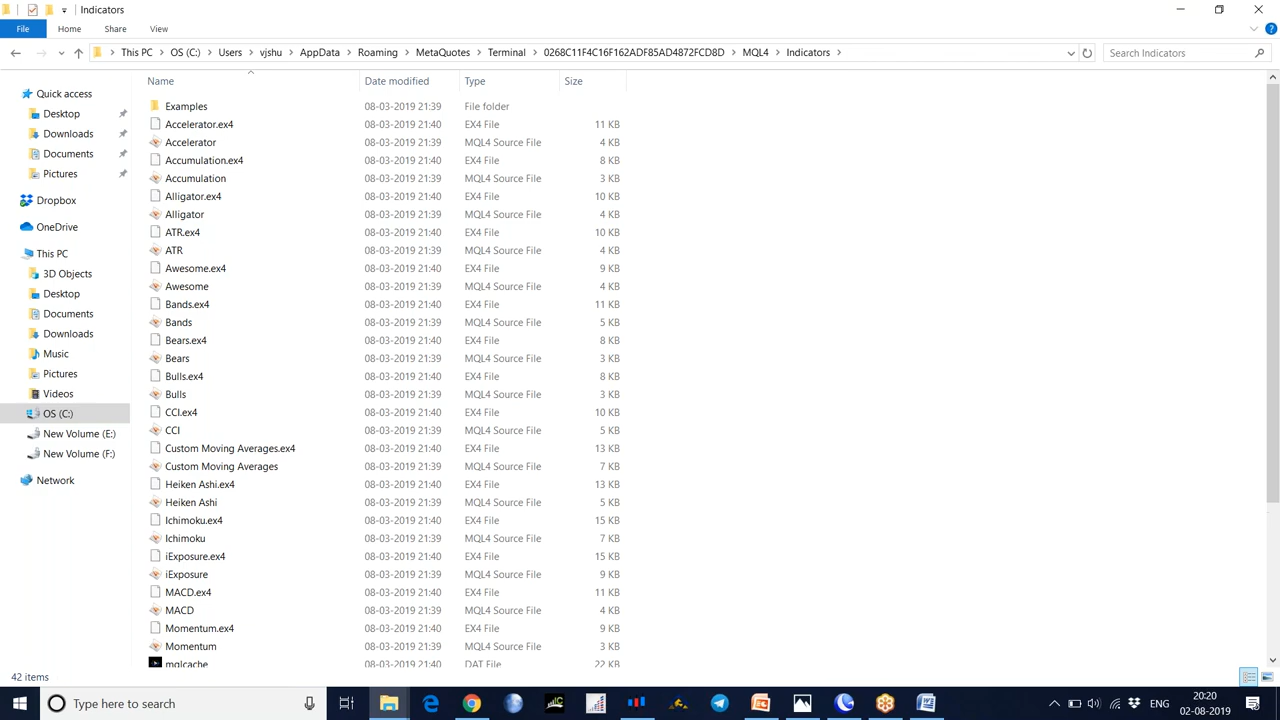 Indicators
File Home Share View
This PC OS (C:) Users vjshu AppData Roaming MetaQuotes Terminal 0268C11F4C16F162ADF85AD4872FCD8D MQL4 Indicators Search Indicators
Name Date modified Type Size
Quick access
Desktop
Downloads
Documents
Pictures
Dropbox
OneDrive
This PC
3D Objects
Desktop
Documents
Downloads
Music
Pictures
Videos
OS (C:)
New Volume (E:)
New Volume (F:)
Network
Examples 08-03-2019 21:39 File folder
Accelerator.ex4 08-03-2019 21:40 EX4 File 11 KB
Accelerator 08-03-2019 21:39 MQL4 Source File 4 KB
Accumulation.ex4 08-03-2019 21:40 EX4 File 8 KB
Accumulation 08-03-2019 21:39 MQL4 Source File 3 KB
Alligator.ex4 08-03-2019 21:40 EX4 File 10 KB
Alligator 08-03-2019 21:39 MQL4 Source File 4 KB
ATR.ex4 08-03-2019 21:40 EX4 File 10 KB
ATR 08-03-2019 21:39 MQL4 Source File 4 KB
Awesome.ex4 08-03-2019 21:40 EX4 File 9 KB
Awesome 08-03-2019 21:39 MQL4 Source File 4 KB
Bands.ex4 08-03-2019 21:40 EX4 File 11 KB
Bands 08-03-2019 21:39 MQL4 Source File 5 KB
Bears.ex4 08-03-2019 21:40 EX4 File 8 KB
Bears 08-03-2019 21:39 MQL4 Source File 3 KB
Bulls.ex4 08-03-2019 21:40 EX4 File 8 KB
Bulls 08-03-2019 21:39 MQL4 Source File 3 KB
CCI.ex4 08-03-2019 21:40 EX4 File 10 KB
CCI 08-03-2019 21:39 MQL4 Source File 5 KB
Custom Moving Averages.ex4 08-03-2019 21:40 EX4 File 13 KB
Custom Moving Averages 08-03-2019 21:39 MQL4 Source File 7 KB
Heiken Ashi.ex4 08-03-2019 21:40 EX4 File 13 KB
Heiken Ashi 08-03-2019 21:39 MQL4 Source File 5 KB
Ichimoku.ex4 08-03-2019 21:40 EX4 File 15 KB
Ichimoku 08-03-2019 21:39 MQL4 Source File 7 KB
iExposure.ex4 08-03-2019 21:40 EX4 File 15 KB
iExposure 08-03-2019 21:39 MQL4 Source File 9 KB
MACD.ex4 08-03-2019 21:40 EX4 File 11 KB
MACD 08-03-2019 21:39 MQL4 Source File 4 KB
Momentum.ex4 08-03-2019 21:40 EX4 File 9 KB
Momentum 08-03-2019 21:39 MQL4 Source File 3 KB
mqlcache 08-03-2019 21:40 DAT File 22 KB
42 items
Type here to search
ENG
20:20
02-08-2019